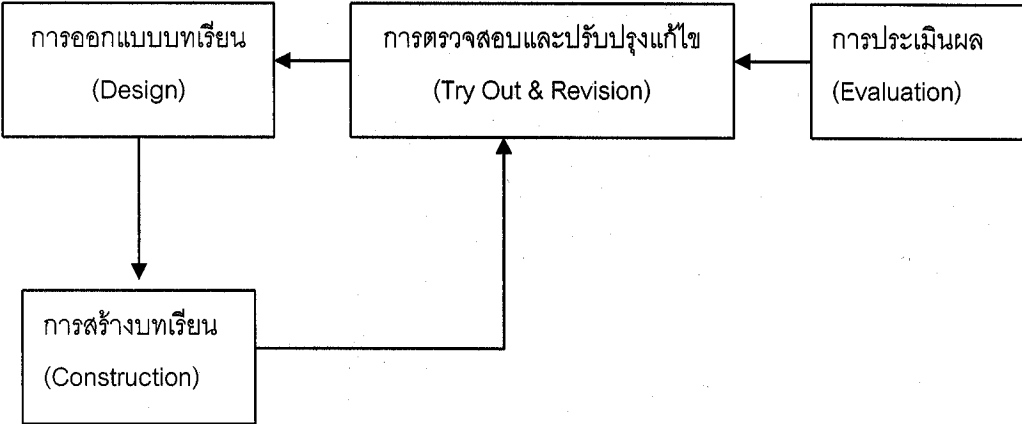 การออกแบบบทเรียน
(Design)
การตรวจสอบและปรับปรุงแก้ไข
(Try Out & Revision)
การประเมินผล
(Evaluation)
การสร้างบทเรียน
(Construction)